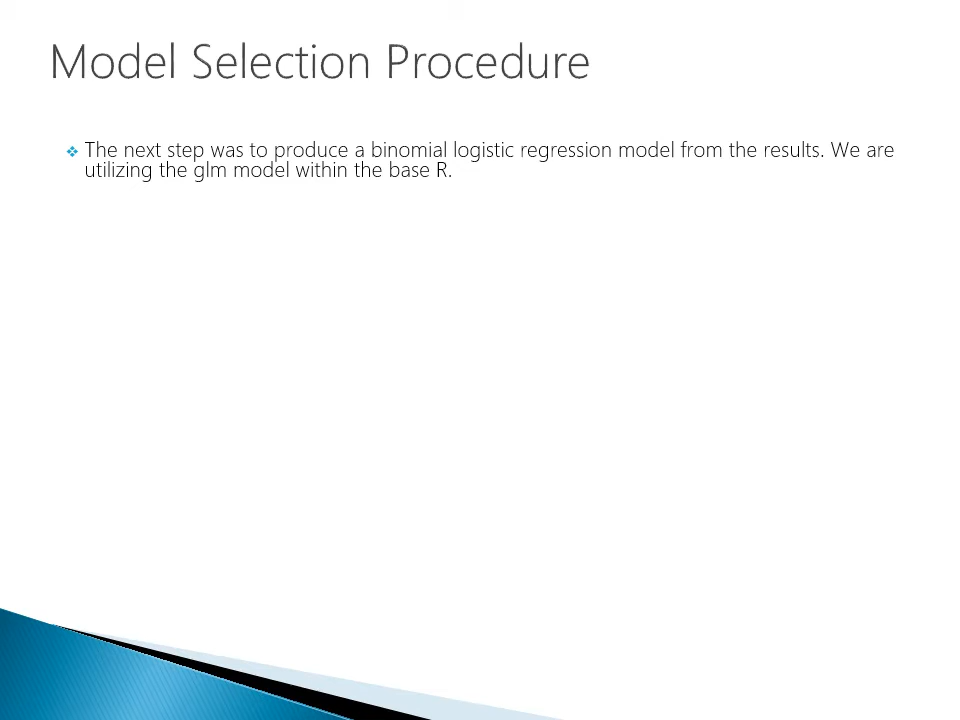 Model Selection Procedure
The next step was to produce a binomial logistic regression model from the results. We are
utilizing the glm model within the base R.